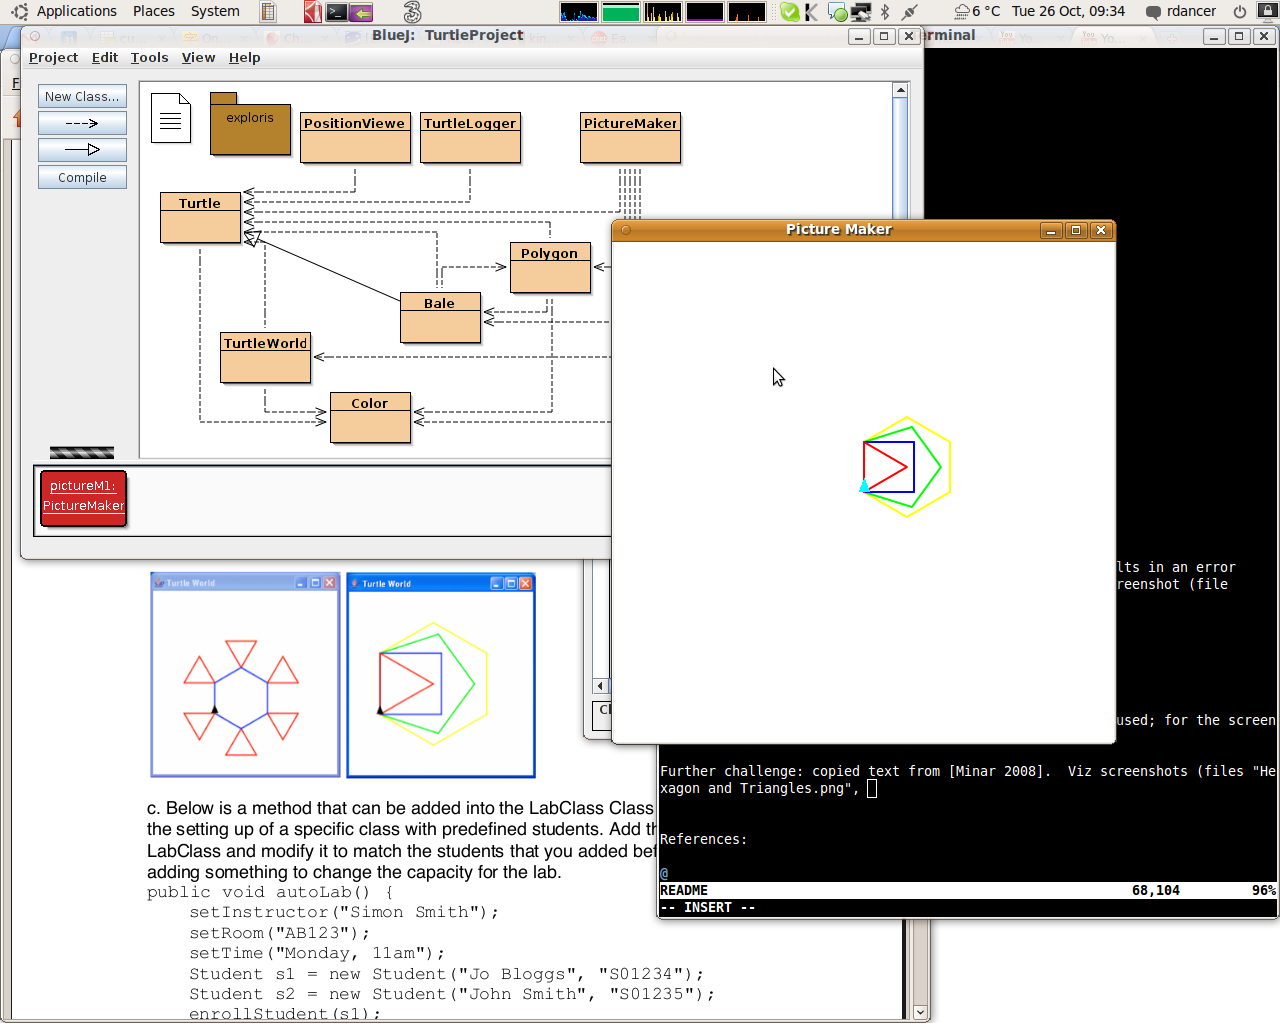 Applications Places System
6 °C Tue 26 Oct, 09:34 rdancer
BlueJ: TurtleProject
erminal
Project Edit Tools View Help
New Class...
Compile
exploris
PositionViewe
TurtleLogger
PictureMaker
Turtle
Polygon
Bale
TurtleWorld
Color
pictureM1:
PictureMaker
Picture Maker
Turtle World
Turtle World
c. Below is a method that can be added into the LabClass Class
the setting up of a specific class with predefined students. Add th
LabClass and modify it to match the students that you added bef
adding something to change the capacity for the lab.
public void autoLab() {
setInstructor("Simon Smith");
setRoom("AB123");
setTime("Monday, 11am");
Student s1 = new Student("Jo Bloggs", "S01234");
Student s2 = new Student("John Smith", "S01235");
enrollStudent(s1);
lts in an error
reenshot (file
used; for the screen
Further challenge: copied text from [Minar 2008].  Viz screenshots (files "He
xagon and Triangles.png",
References:
@
README 68,104 96%
-- INSERT --